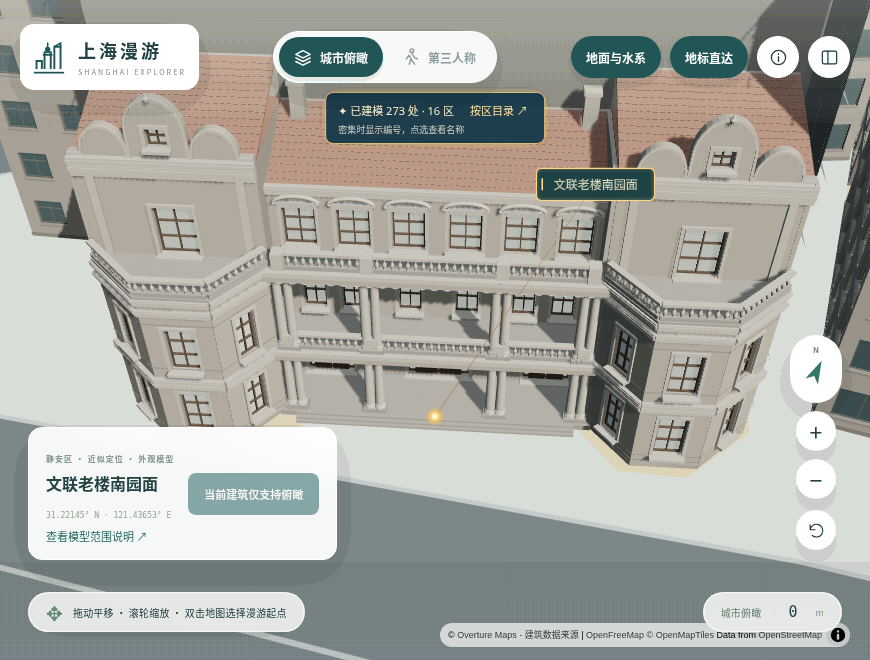 上海漫游
SHANGHAI EXPLORER
城市俯瞰
第三人称
地面与水系
地标直达
✦ 已建模 273 处 · 16 区 按区目录 ↗
密集时显示编号，点选查看名称
文联老楼南园面
N
静安区 · 近似定位 · 外观模型
文联老楼南园面
当前建筑仅支持俯瞰
31.22145° N · 121.43653° E
查看模型范围说明 ↗
拖动平移 · 滚轮缩放 · 双击地图选择漫游起点
城市俯瞰 0 m
© Overture Maps · 建筑数据来源 | OpenFreeMap © OpenMapTiles Data from OpenStreetMap